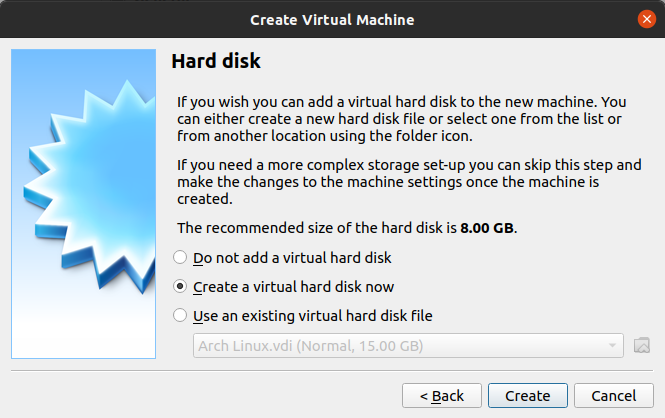 Create Virtual Machine
Hard disk
If you wish you can add a virtual hard disk to the new machine. You
can either create a new hard disk file or select one from the list or
from another location using the folder icon.
If you need a more complex storage set-up you can skip this step and
make the changes to the machine settings once the machine is
created.
The recommended size of the hard disk is 8.00 GB.
Do not add a virtual hard disk
Create a virtual hard disk now
Use an existing virtual hard disk file
Arch Linux.vdi (Normal, 15.00 GB)
< Back
Create
Cancel